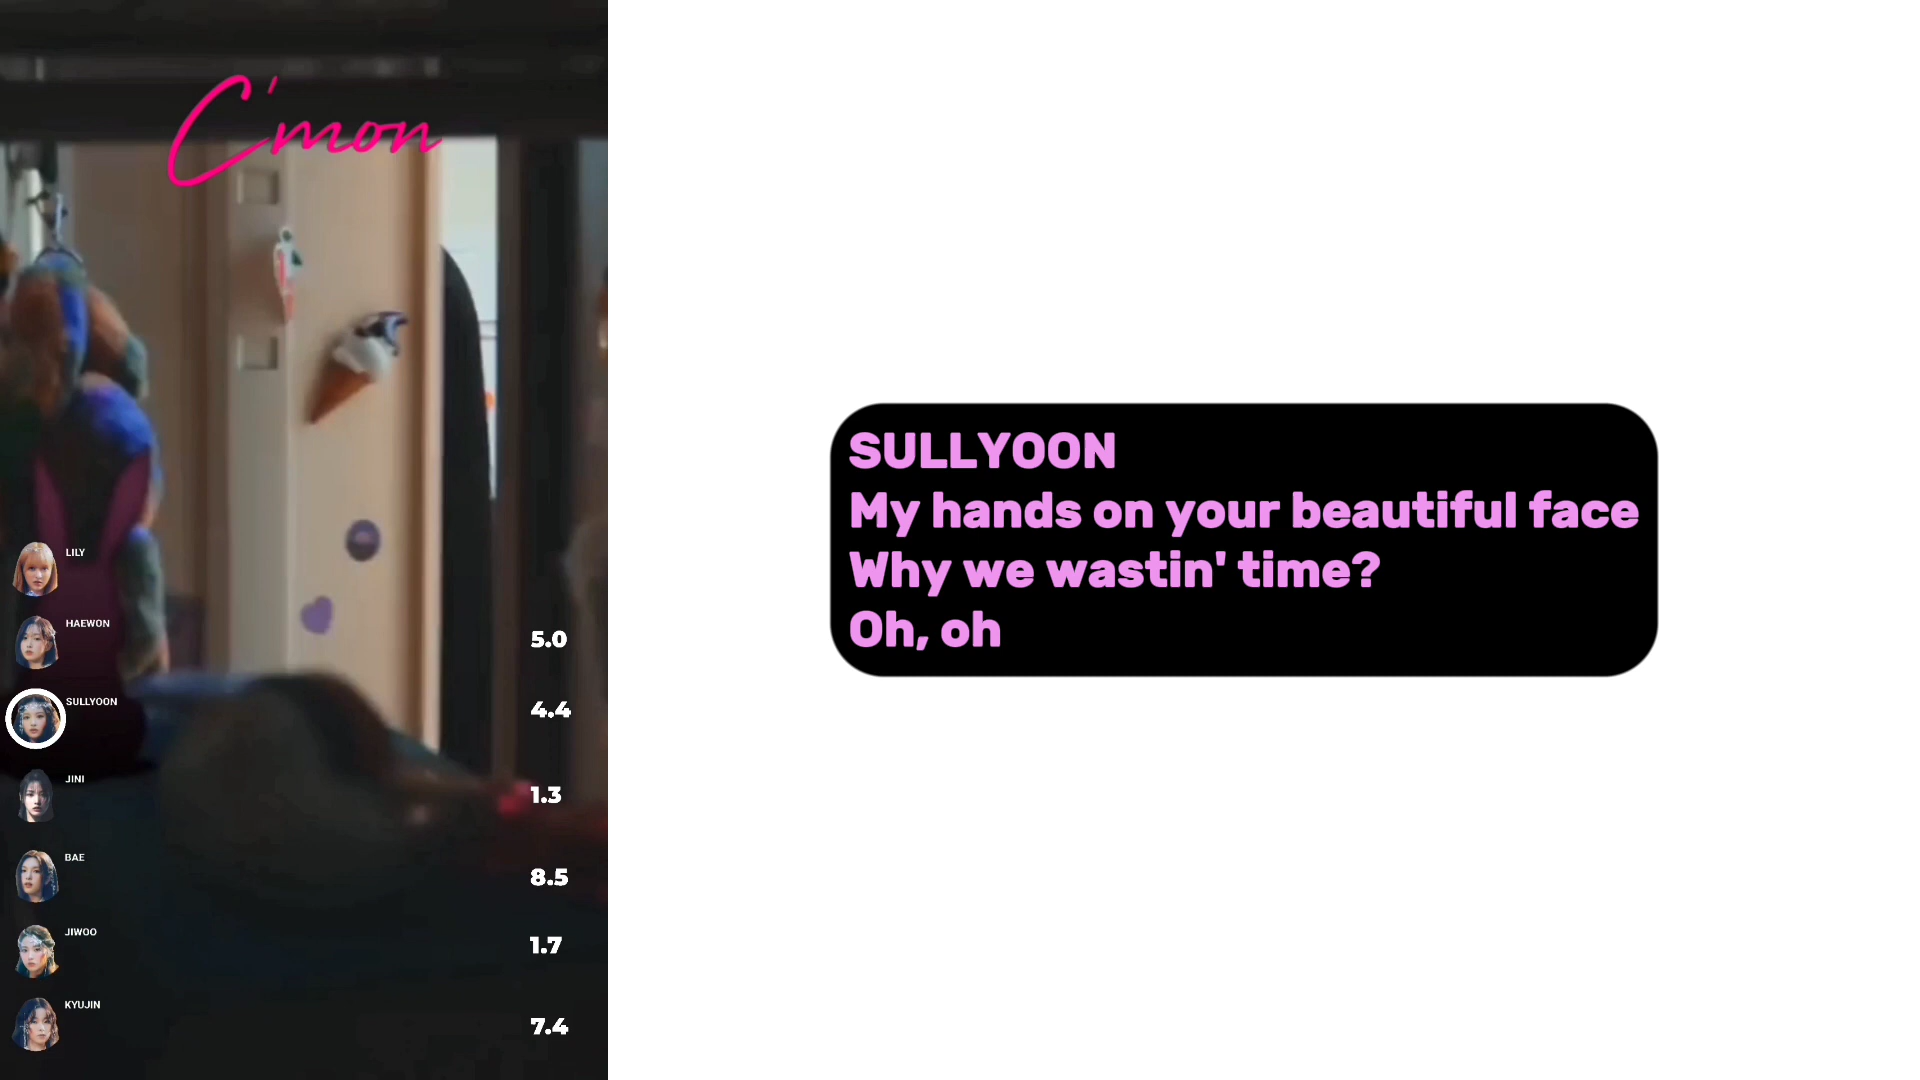 C'mon
LILY
HAEWON
5.0
SULLYOON
4.4
JINI
1.3
BAE
8.5
JIWOO
1.7
KYUJIN
7.4
SULLYOON
My hands on your beautiful face
Why we wastin' time?
Oh, oh